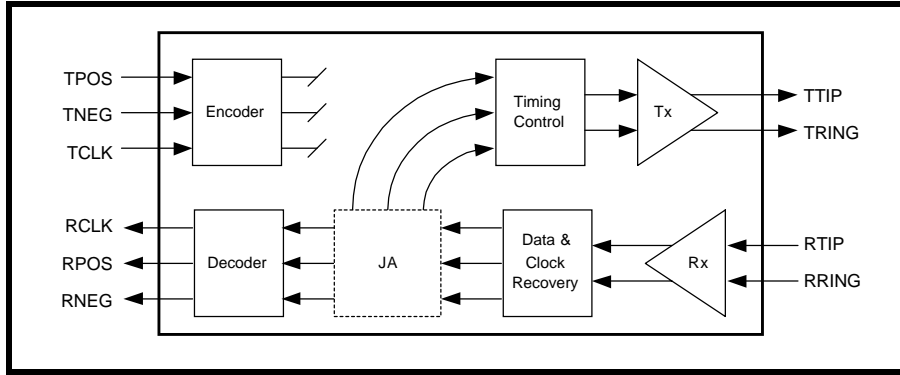 TPOS
TNEG
TCLK
Encoder
Timing
Control
Tx
TTIP
TRING
RCLK
RPOS
RNEG
Decoder
JA
Data &
Clock
Recovery
Rx
RTIP
RRING